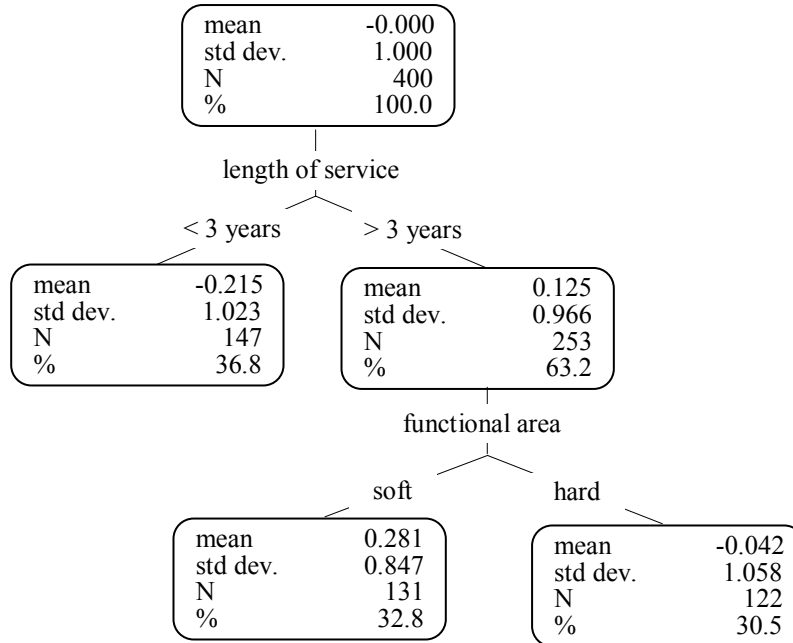 mean -0.000
std dev. 1.000
N 400
% 100.0
length of service
< 3 years > 3 years
mean -0.215
std dev. 1.023
N 147
% 36.8
mean 0.125
std dev. 0.966
N 253
% 63.2
functional area
soft hard
mean 0.281
std dev. 0.847
N 131
% 32.8
mean -0.042
std dev. 1.058
N 122
% 30.5